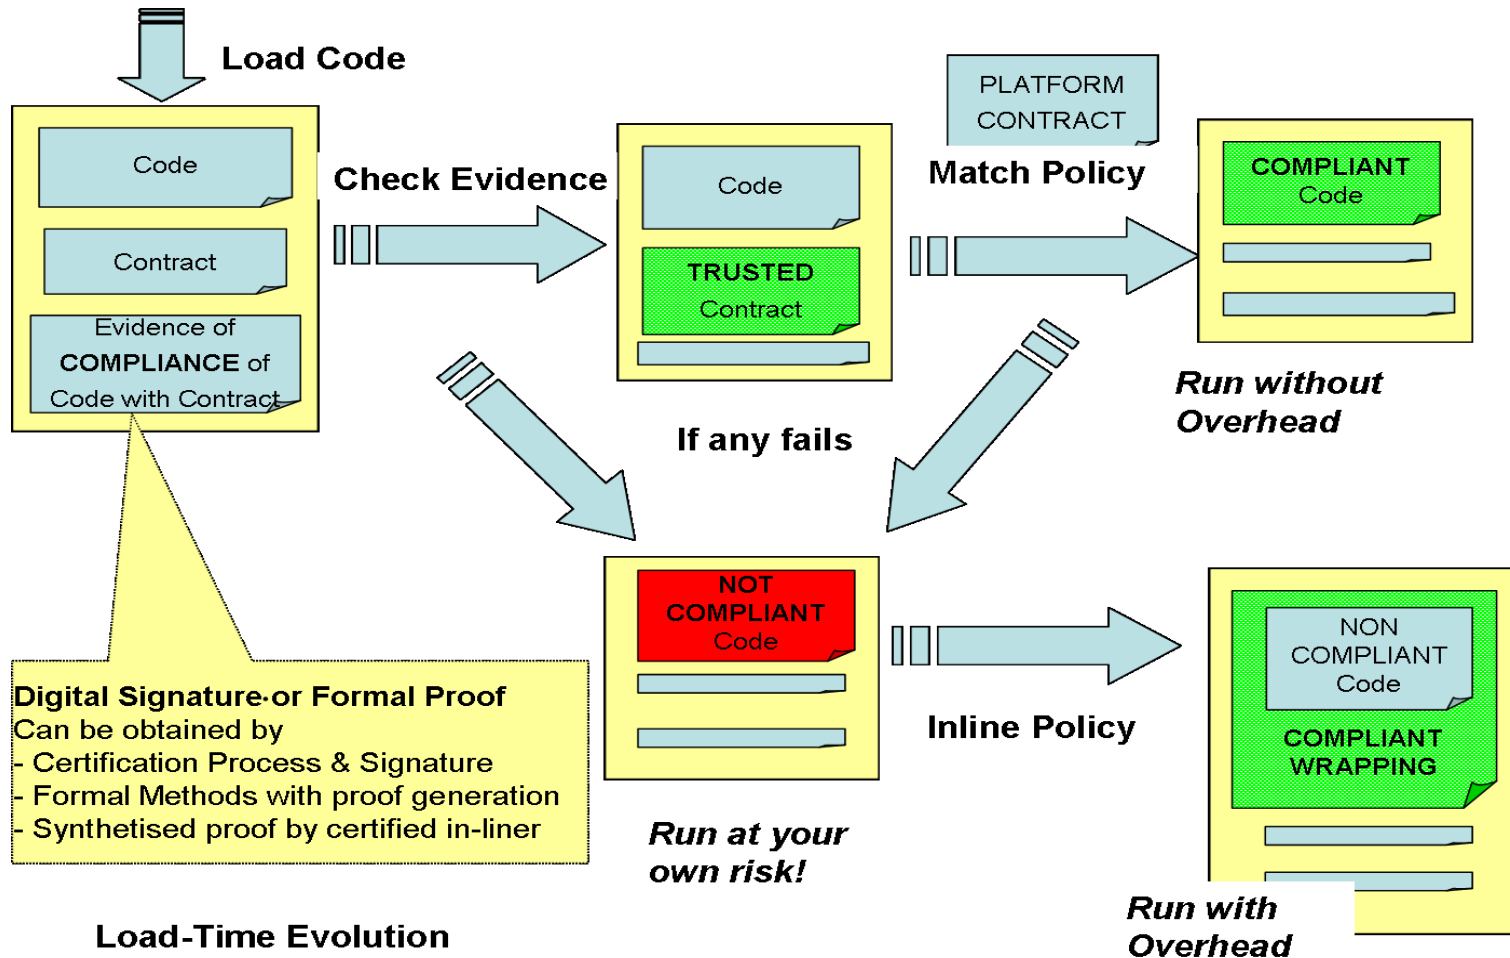 Load Code
Code
Contract
Evidence of
COMPLIANCE of
Code with Contract
Check Evidence
Code
TRUSTED
Contract
PLATFORM
CONTRACT
Match Policy
COMPLIANT
Code
Run without
Overhead
If any fails
NOT
COMPLIANT
Code
Run at your
own risk!
Inline Policy
NON
COMPLIANT
Code
COMPLIANT
WRAPPING
Run with
Overhead
Digital Signature or Formal Proof
Can be obtained by
- Certification Process & Signature
- Formal Methods with proof generation
- Synthetised proof by certified in-liner
Load-Time Evolution